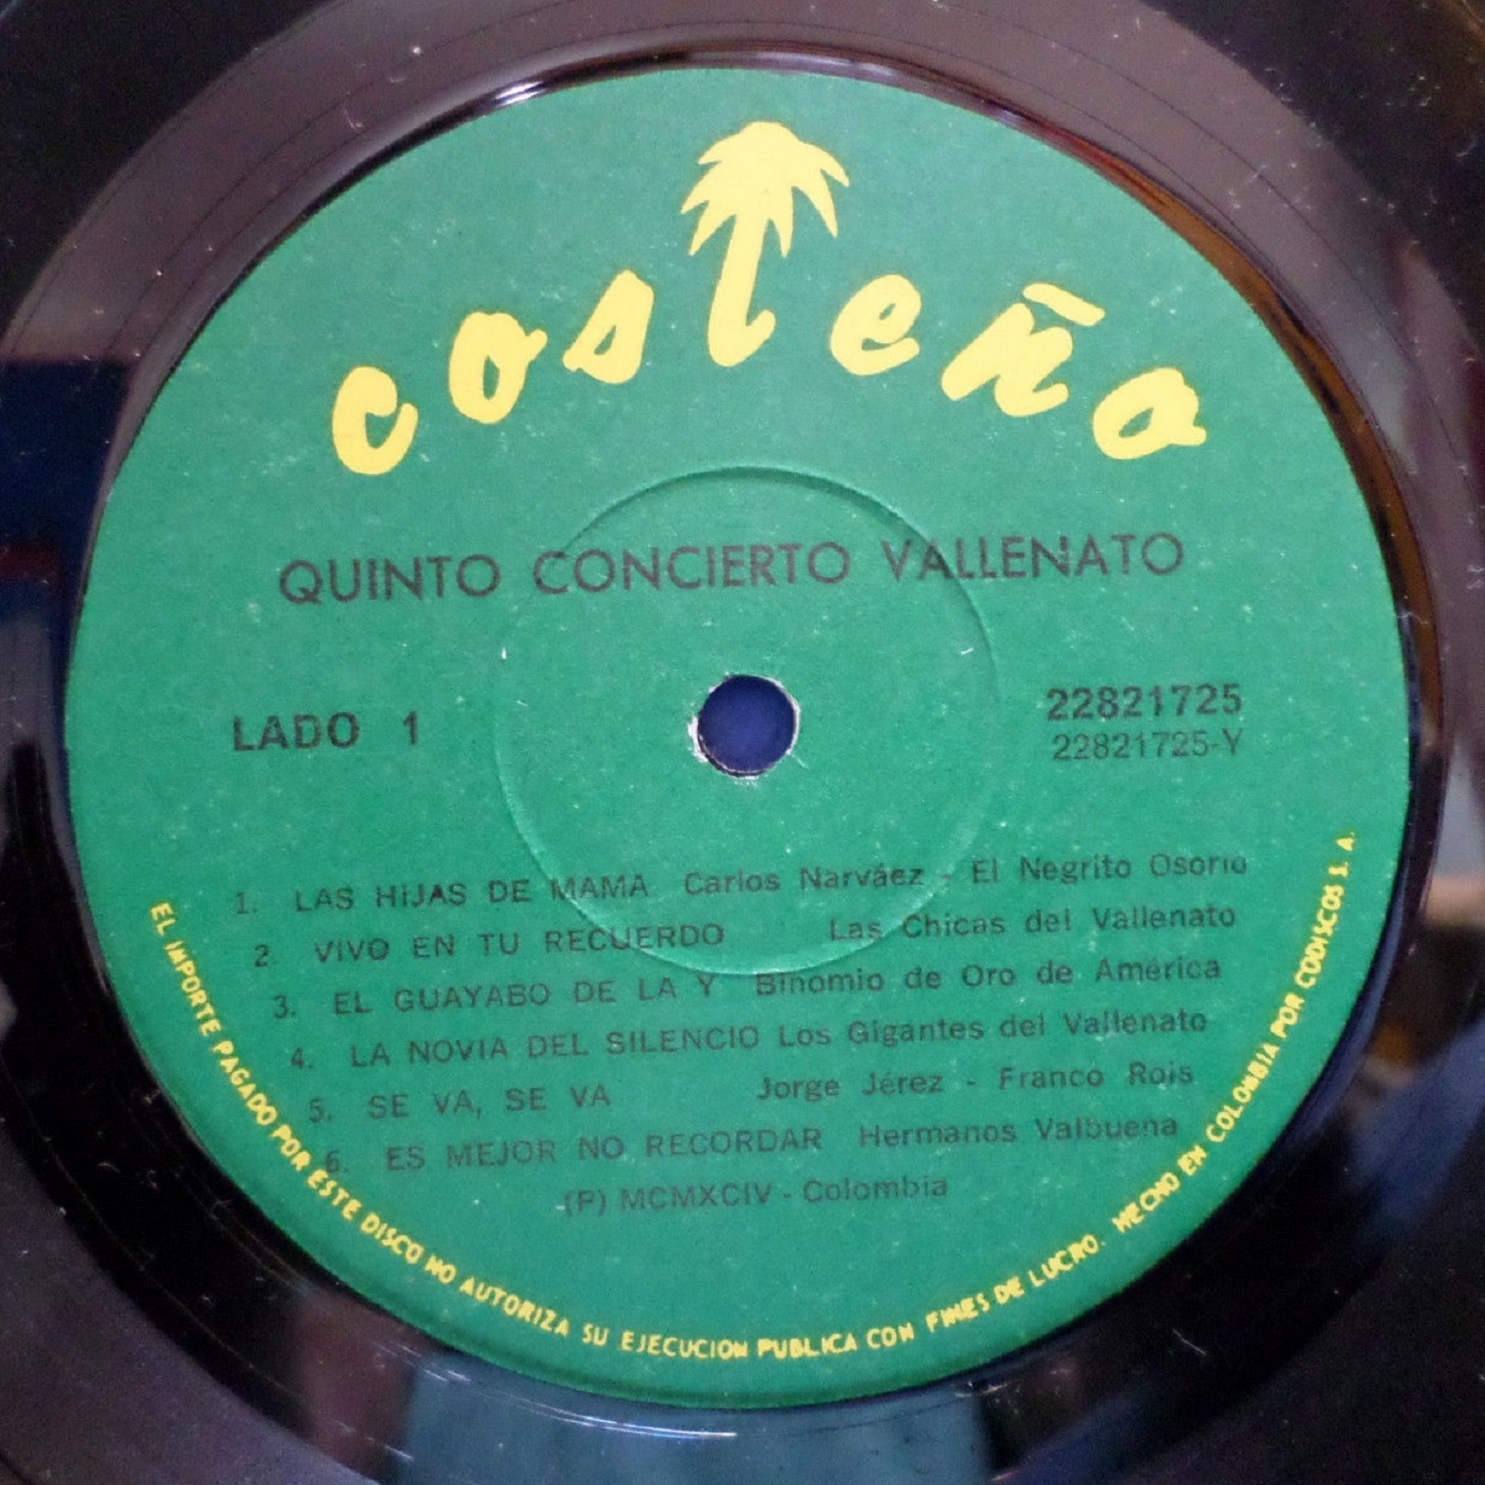 costeño
QUINTO CONCIERTO VALLENATO
LADO 1
22821725
22821725-Y
1. LAS HIJAS DE MAMA Carlos Narváez - El Negrito Osorio
2. VIVO EN TU RECUERDO Las Chicas del Vallenato
3. EL GUAYABO DE LA Y Binomio de Oro de América
4. LA NOVIA DEL SILENCIO Los Gigantes del Vallenato
5. SE VA, SE VA Jorge Jérez - Franco Rois
6. ES MEJOR NO RECORDAR Hermanos Valbuena
(P) MCMXCIV - Colombia
EL IMPORTE PAGADO POR ESTE DISCO NO AUTORIZA SU EJECUCION PUBLICA CON FINES DE LUCRO. HECHO EN COLOMBIA POR CODISCOS S. A.